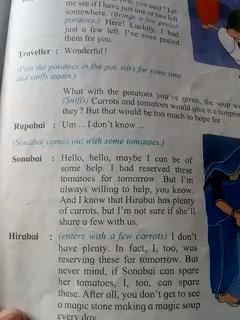 you said? Let
me see if I have just one or two left
somewhere. (Brings a few peeled
potatoes.) Here! Luckily, I had
just a few left. I've even peeled
them for you.
Traveller : Wonderful!
(Puts the potatoes in the pot, stirs for some time
and sniffs again.)
What with the potatoes you've given, the soup w
(Sniffs) Carrots and tomatoes would give it a tempting
they? But that would be too much to hope for ..
Rupabai : Um... I don't know ...
(Sonabai comes out with some tomatoes.)
Sonabai : Hello, hello, maybe I can be of
some help. I had reserved these
tomatoes for tomorrow. But I'm
always willing to help, you know.
And I know that Hirabai has plenty
of carrots, but I'm not sure if she'll
share a few with us.
Hirabai : (enters with a few carrots) I don't
have plenty. In fact, I, too, was
reserving these for tomorrow. But
never mind, if Sonabai can spare
her tomatoes, I, too, can spare
these. After all, you don't get to see
a magic stone making a magic soup
every day.